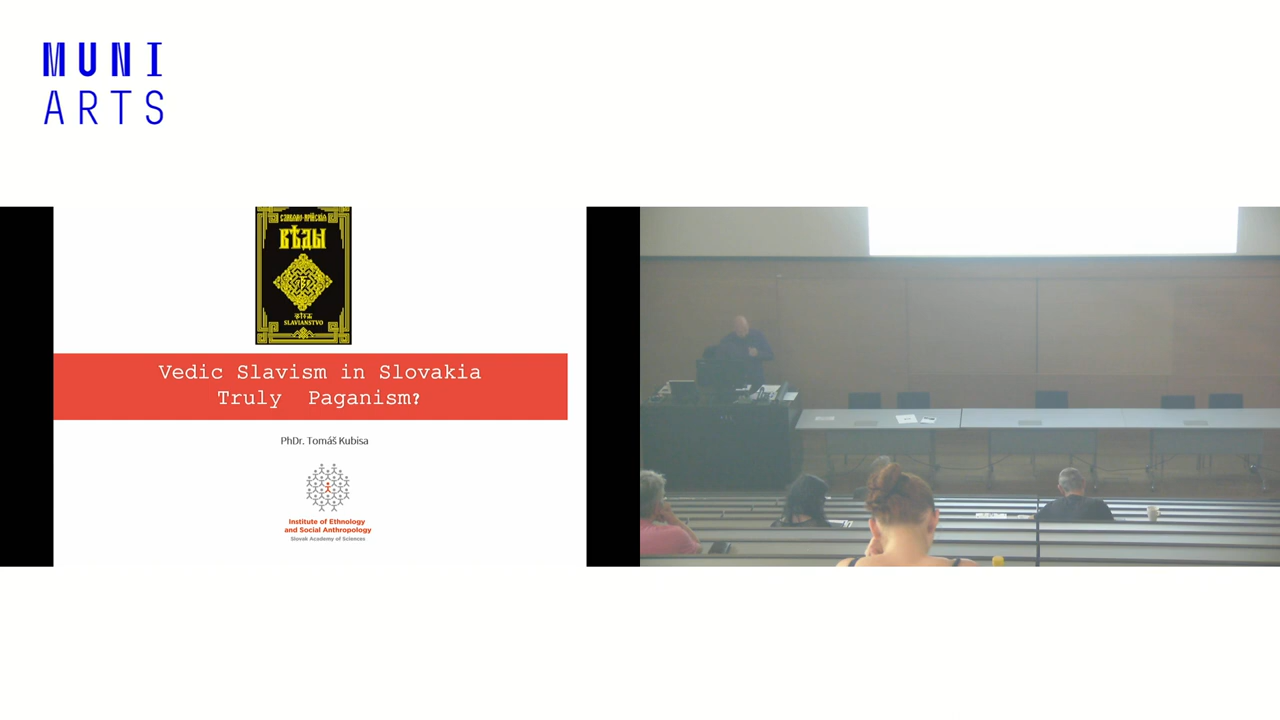 MUNI
ARTS
ВѢДЫ
SLAVIANSTVO
Vedic Slavism in Slovakia
Truly Paganism?
PhDr. Tomáš Kubisa
Institute of Ethnology
and Social Anthropology
Slovak Academy of Sciences